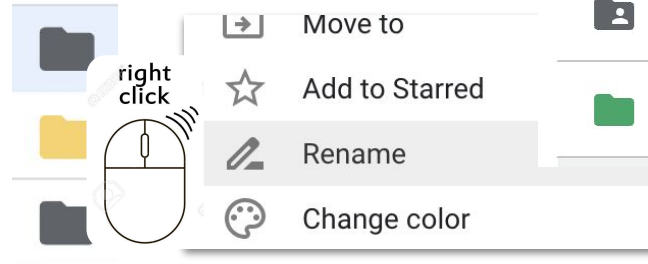 right
click
Move to
Add to Starred
Rename
Change color